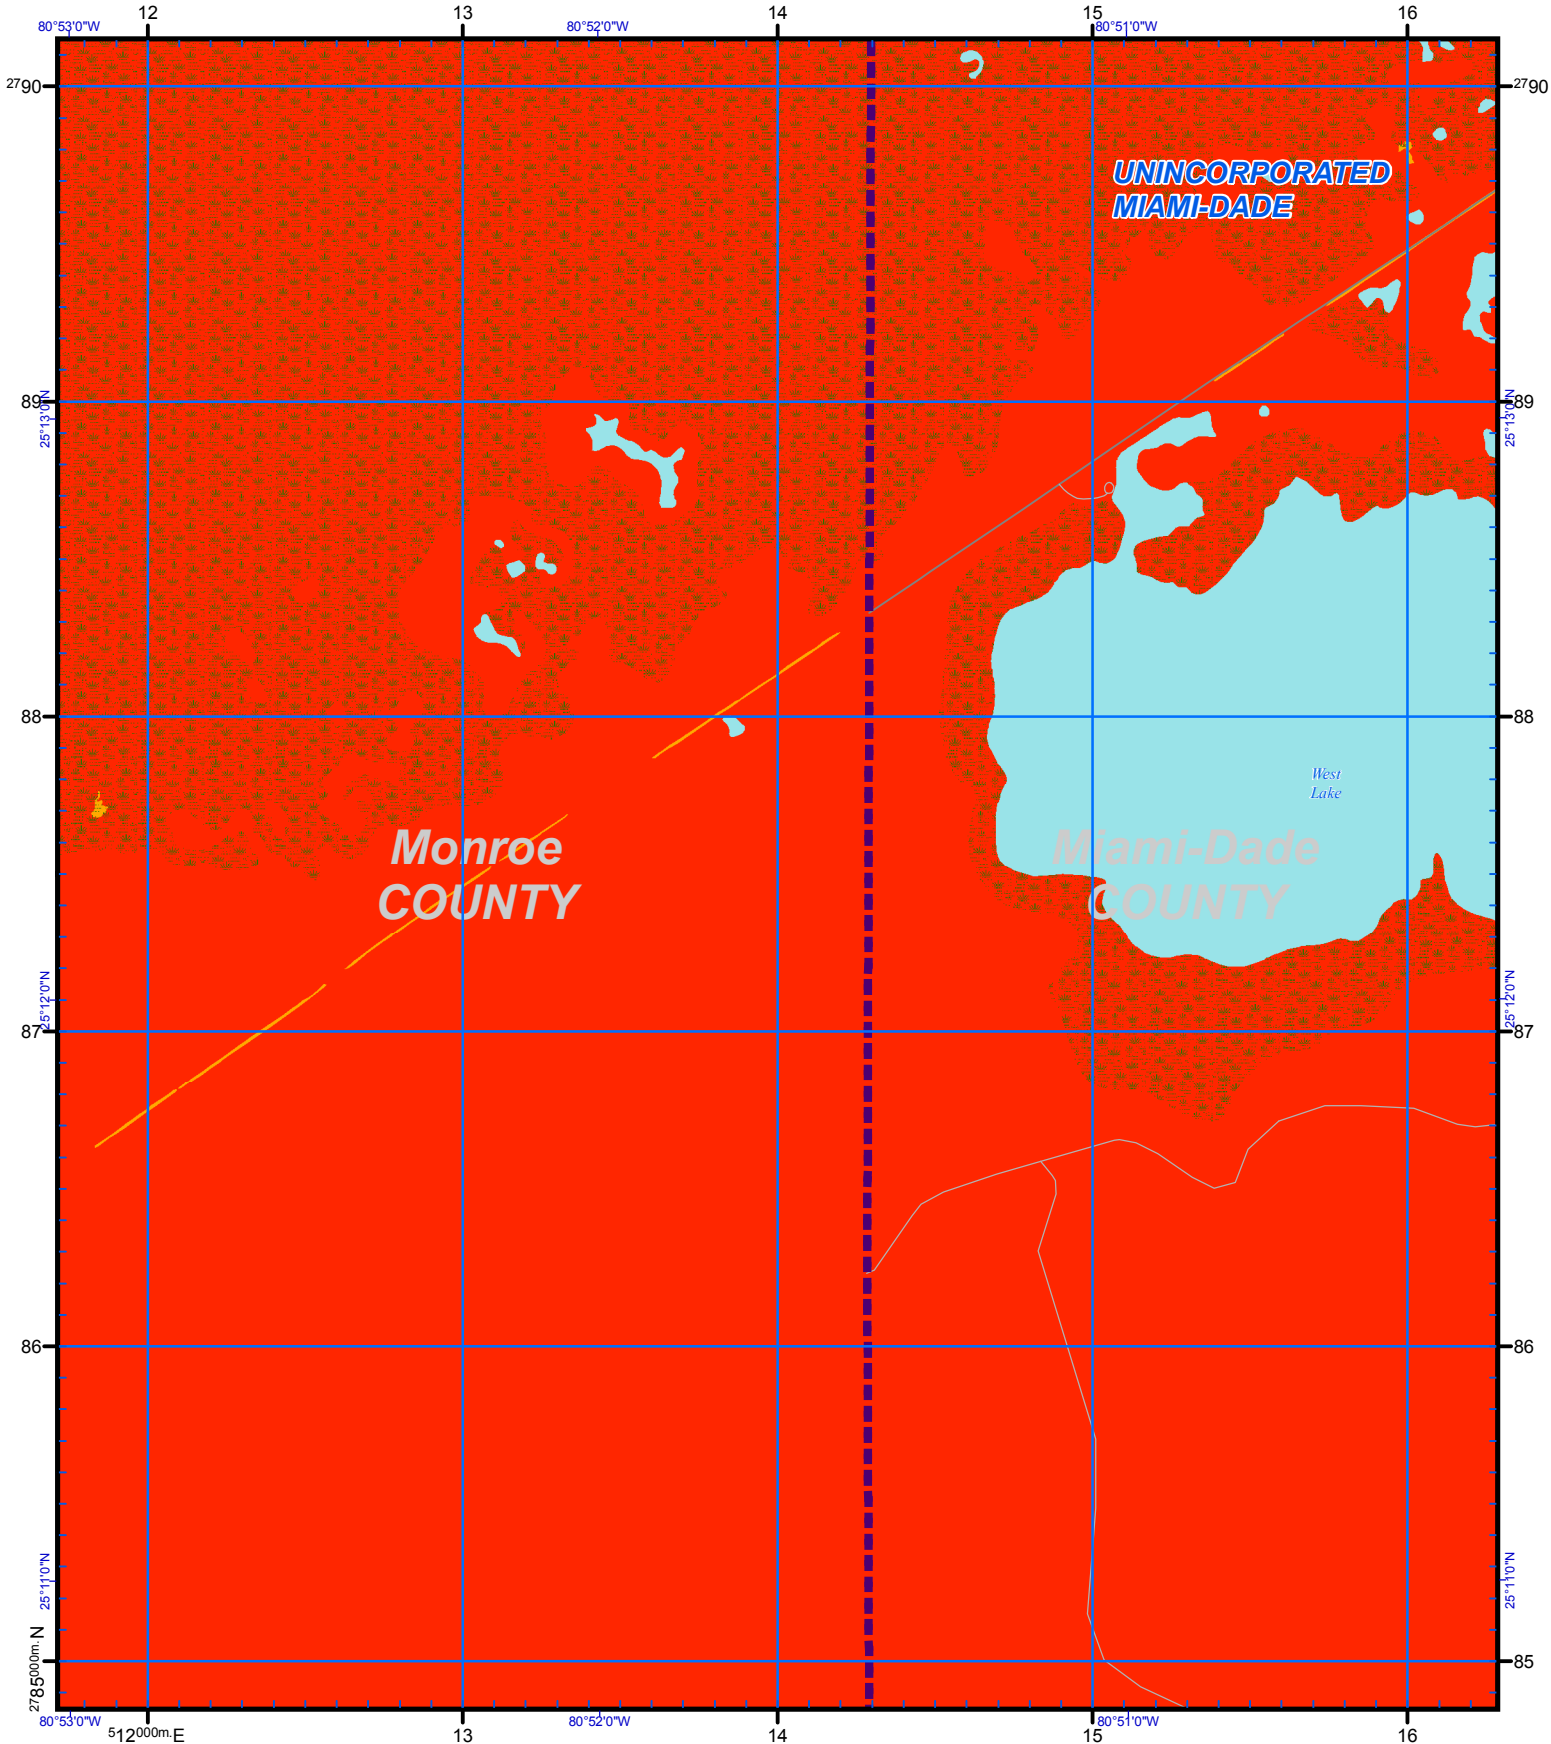 12 13 14 15 16
80°53'0"W 80°52'0"W 80°51'0"W
2790 2790
UNINCORPORATED
MIAMI-DADE
89 89
25°13'0"N 25°13'0"N
88 88
West
Lake
Monroe Miami-Dade
COUNTY COUNTY
25°12'0"N 25°12'0"N
87 87
86 86
25°11'0"N 25°11'0"N
2785000m. N 85
80°53'0"W 80°52'0"W 80°51'0"W
512000m. E 13 14 15 16